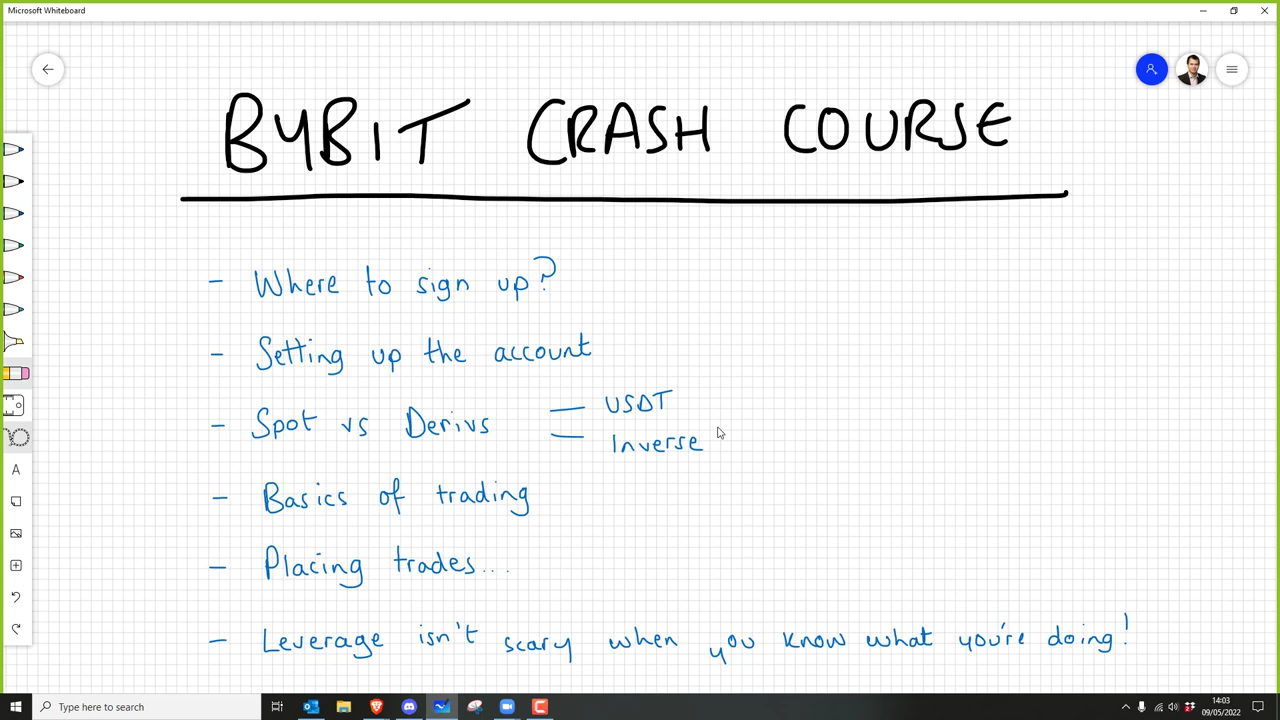 Microsoft Whiteboard
BYBIT CRASH COURSE
- Where to sign up?
- Setting up the account
- Spot vs Derivs — USDT
— Inverse
- Basics of trading
- Placing trades...
- Leverage isn't scary when you know what you're doing!
A
Type here to search
14:03
09/05/2022